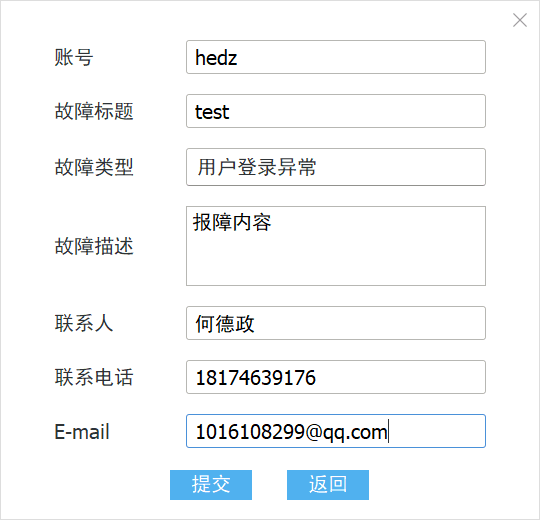 账号 hedz
故障标题 test
故障类型 用户登录异常
故障描述 报障内容
联系人 何德政
联系电话 18174639176
E-mail 1016108299@qq.com
提交 返回